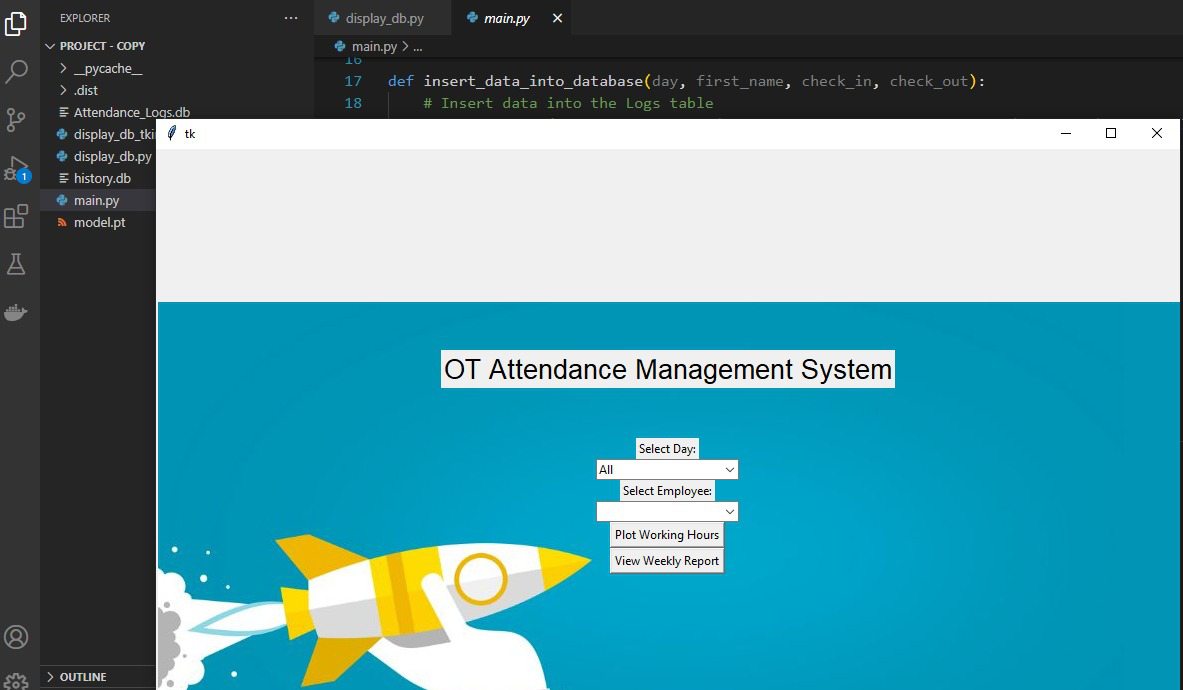 EXPLORER
display_db.py
main.py
PROJECT - COPY
main.py > ...
__pycache__
.dist
Attendance_Logs.db
display_db_tki
display_db.py
history.db
main.py
model.pt
16
17 def insert_data_into_database(day, first_name, check_in, check_out):
18 # Insert data into the Logs table
tk
1
OT Attendance Management System
Select Day:
All
Select Employee:
Plot Working Hours
View Weekly Report
OUTLINE